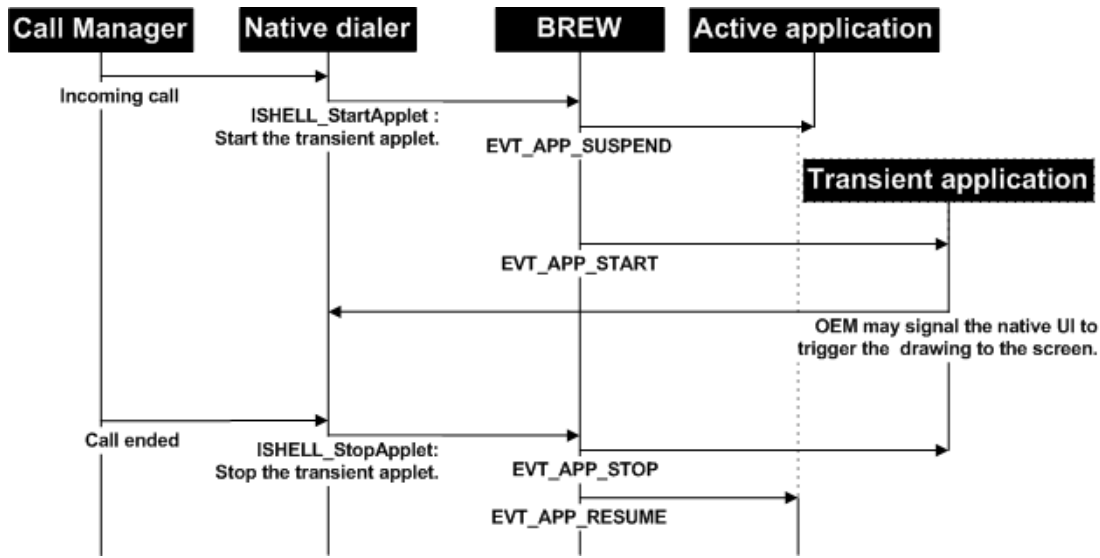 Call Manager
Native dialer
BREW
Active application
Incoming call
ISHELL_StartApplet :
Start the transient applet.
EVT_APP_SUSPEND
Transient application
EVT_APP_START
OEM may signal the native UI to
trigger the drawing to the screen.
Call ended
ISHELL_StopApplet:
Stop the transient applet.
EVT_APP_STOP
EVT_APP_RESUME